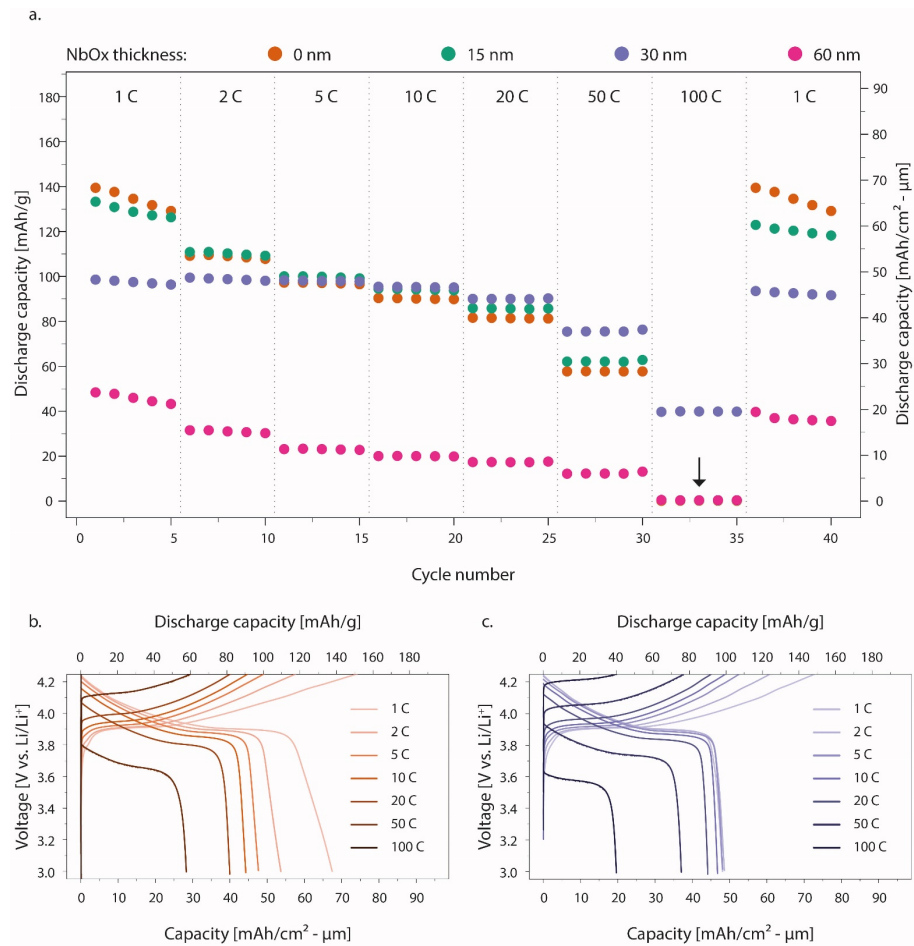 a.
NbOx thickness: 0 nm 15 nm 30 nm 60 nm
1 C 2 C 5 C 10 C 20 C 50 C 100 C 1 C
Discharge capacity [mAh/g]
180
160
140
120
100
80
60
40
20
0
Discharge capacity [mAh/cm² - μm]
90
80
70
60
50
40
30
20
10
0
0 5 10 15 20 25 30 35 40
Cycle number
b.
Discharge capacity [mAh/g]
0 20 40 60 80 100 120 140 160 180
Voltage [V vs. Li/Li⁺]
4.2
4.0
3.8
3.6
3.4
3.2
3.0
1 C
2 C
5 C
10 C
20 C
50 C
100 C
0 10 20 30 40 50 60 70 80 90
Capacity [mAh/cm² - μm]
c.
Discharge capacity [mAh/g]
0 20 40 60 80 100 120 140 160 180
Voltage [V vs. Li/Li⁺]
4.2
4.0
3.8
3.6
3.4
3.2
3.0
1 C
2 C
5 C
10 C
20 C
50 C
100 C
0 10 20 30 40 50 60 70 80 90
Capacity [mAh/cm² - μm]